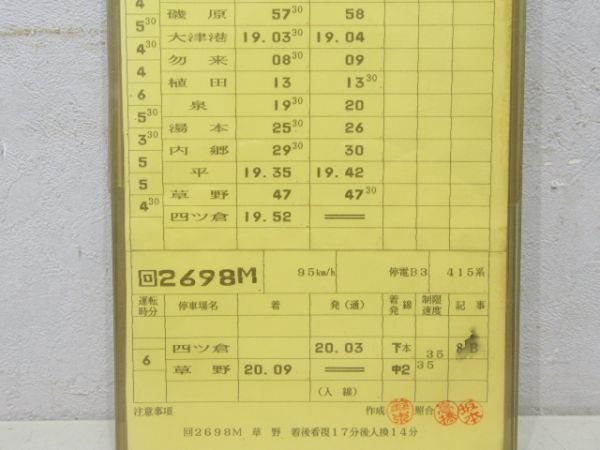 4 磯原 57³⁰ 58
5³⁰ 大津港 19.03³⁰ 19.04
4³⁰ 勿来 08³⁰ 09
4 植田 13 13³⁰
6 泉 19³⁰ 20
5³⁰ 湯本 25³⁰ 26
3³⁰ 内郷 29³⁰ 30
5 平 19.35 19.42
5 草野 47 47³⁰
4³⁰ 四ツ倉 19.52 ══
回2698M 95km/h 停電B3 415系
運転時分 停車場名 着 発(通) 着発線 制限速度 記事
四ツ倉 20.03 下本 35
6 草野 20.09 ══ 中2 35
(入線)
注意事項 作成 照合
回2698M 草野 着後看視17分後入換14分